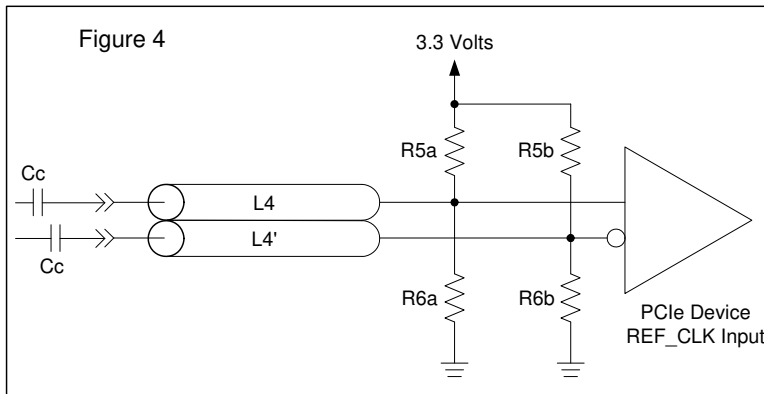 Figure 4
3.3 Volts
R5a
R5b
Cc
L4
L4'
Cc
R6a
R6b
PCIe Device
REF_CLK Input